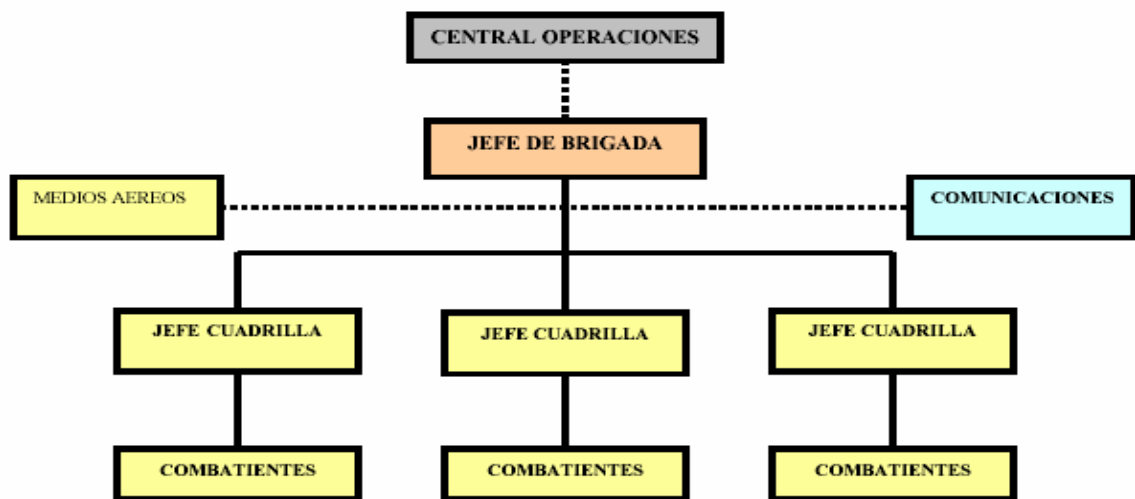 CENTRAL OPERACIONES
JEFE DE BRIGADA
MEDIOS AEREOS
COMUNICACIONES
JEFE CUADRILLA
JEFE CUADRILLA
JEFE CUADRILLA
COMBATIENTES
COMBATIENTES
COMBATIENTES